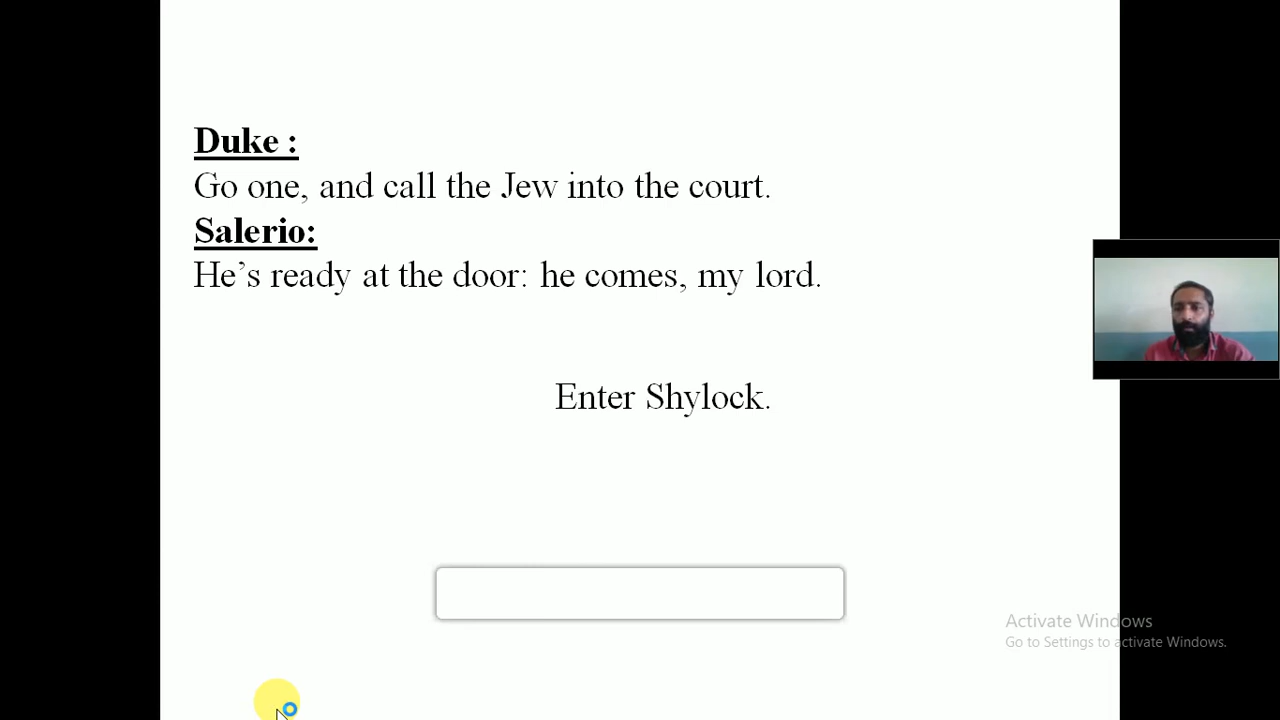 Duke :
Go one, and call the Jew into the court.
Salerio:
He’s ready at the door: he comes, my lord.
Enter Shylock.
Activate Windows
Go to Settings to activate Windows.